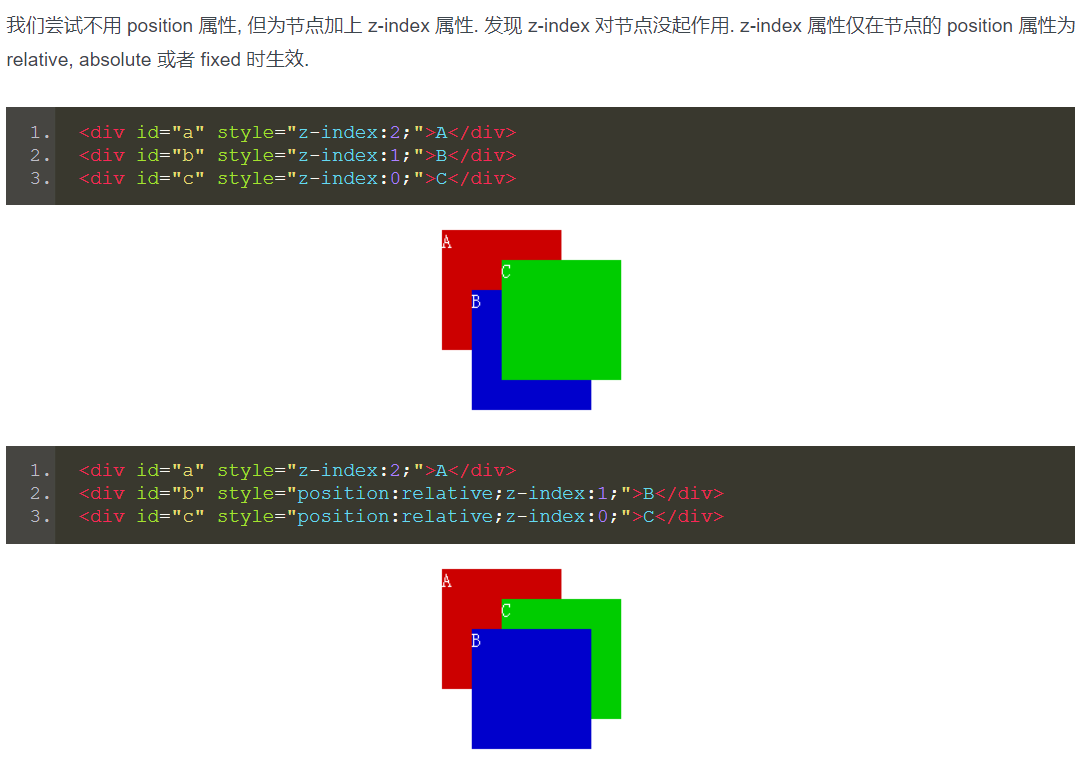 我们尝试不用 position 属性, 但为节点加上 z-index 属性. 发现 z-index 对节点没起作用. z-index 属性仅在节点的 position 属性为
relative, absolute 或者 fixed 时生效.
1. <div id="a" style="z-index:2;">A</div>
2. <div id="b" style="z-index:1;">B</div>
3. <div id="c" style="z-index:0;">C</div>
A
C
B
1. <div id="a" style="z-index:2;">A</div>
2. <div id="b" style="position:relative;z-index:1;">B</div>
3. <div id="c" style="position:relative;z-index:0;">C</div>
A
C
B